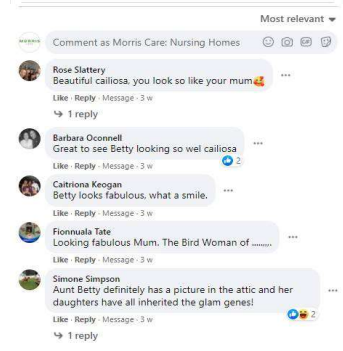 Most relevant
Comment as Morris Care: Nursing Homes
Rose Slattery
Beautiful cailiosa, you look so like your mum🥰
Like · Reply · Message · 3 w
1 reply
Barbara Oconnell
Great to see Betty looking so wel cailiosa
2
Like · Reply · Message · 3 w
Caitriona Keogan
Betty looks fabulous, what a smile.
Like · Reply · Message · 3 w
Fionnuala Tate
Looking fabulous Mum. The Bird Woman of .........
Like · Reply · Message · 3 w
Simone Simpson
Aunt Betty definitely has a picture in the attic and her
daughters have all inherited the glam genes!
2
Like · Reply · Message · 3 w
1 reply